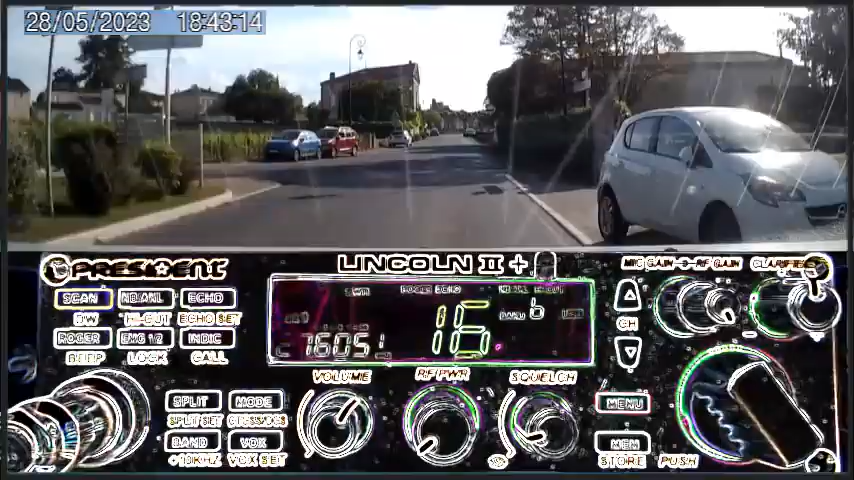 28/05/2023 18:43:14
PRESIDENT LINCOLN II + MIC GAIN RF GAIN CLARIFIER
SCAN NB/ANL ECHO
BW HI-CUT ECHO SET
ROGER EMG 1/2 INDIC
BEEP LOCK CALL
CH
16
VOLUME RF PWR SQUELCH
SPLIT MODE
SPLIT SET
BAND VOX
+10KHZ VOX SET
MENU
MEM
STORE PUSH